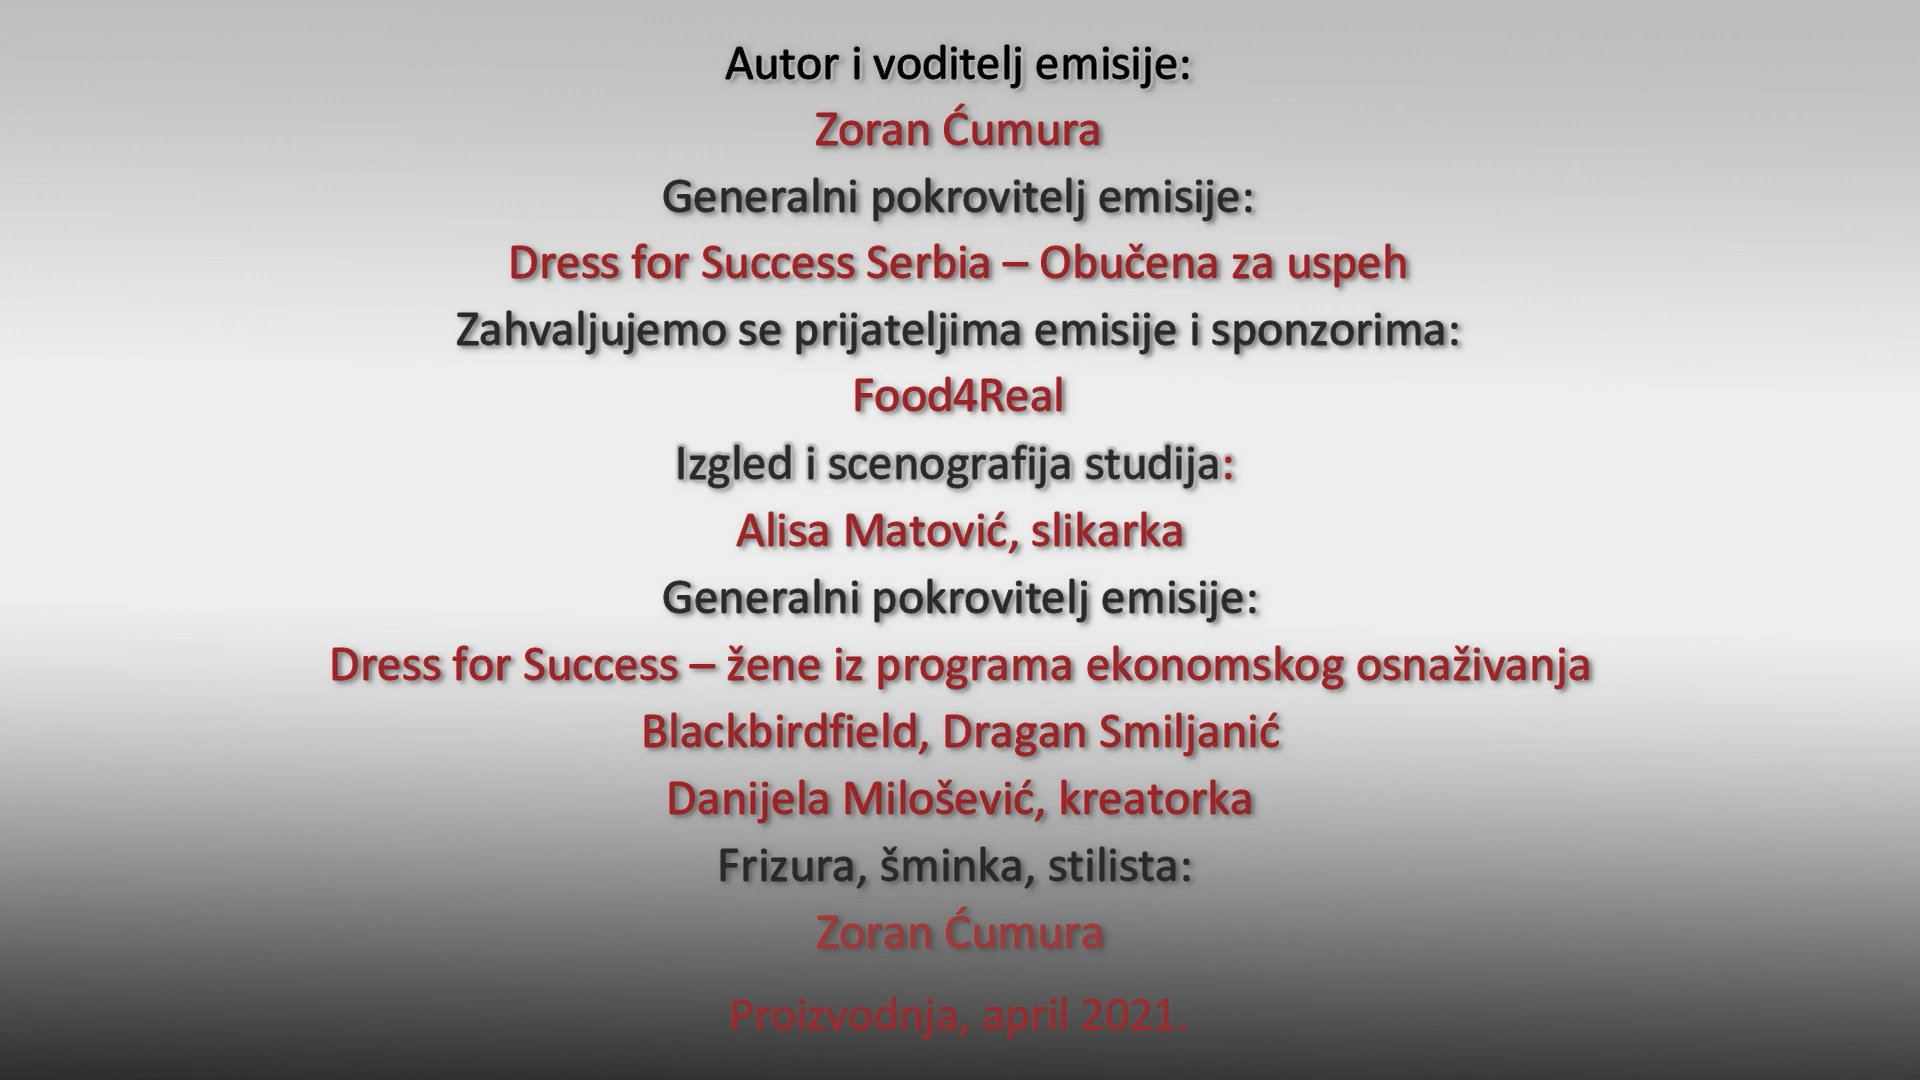 Autor i voditelj emisije:
Zoran Ćumura
Generalni pokrovitelj emisije:
Dress for Success Serbia – Obučena za uspeh
Zahvaljujemo se prijateljima emisije i sponzorima:
Food4Real
Izgled i scenografija studija:
Alisa Matović, slikarka
Generalni pokrovitelj emisije:
Dress for Success – žene iz programa ekonomskog osnaživanja
Blackbirdfield, Dragan Smiljanić
Danijela Milošević, kreatorka
Frizura, šminka, stilista:
Zoran Ćumura
Proizvodnja, april 2021.